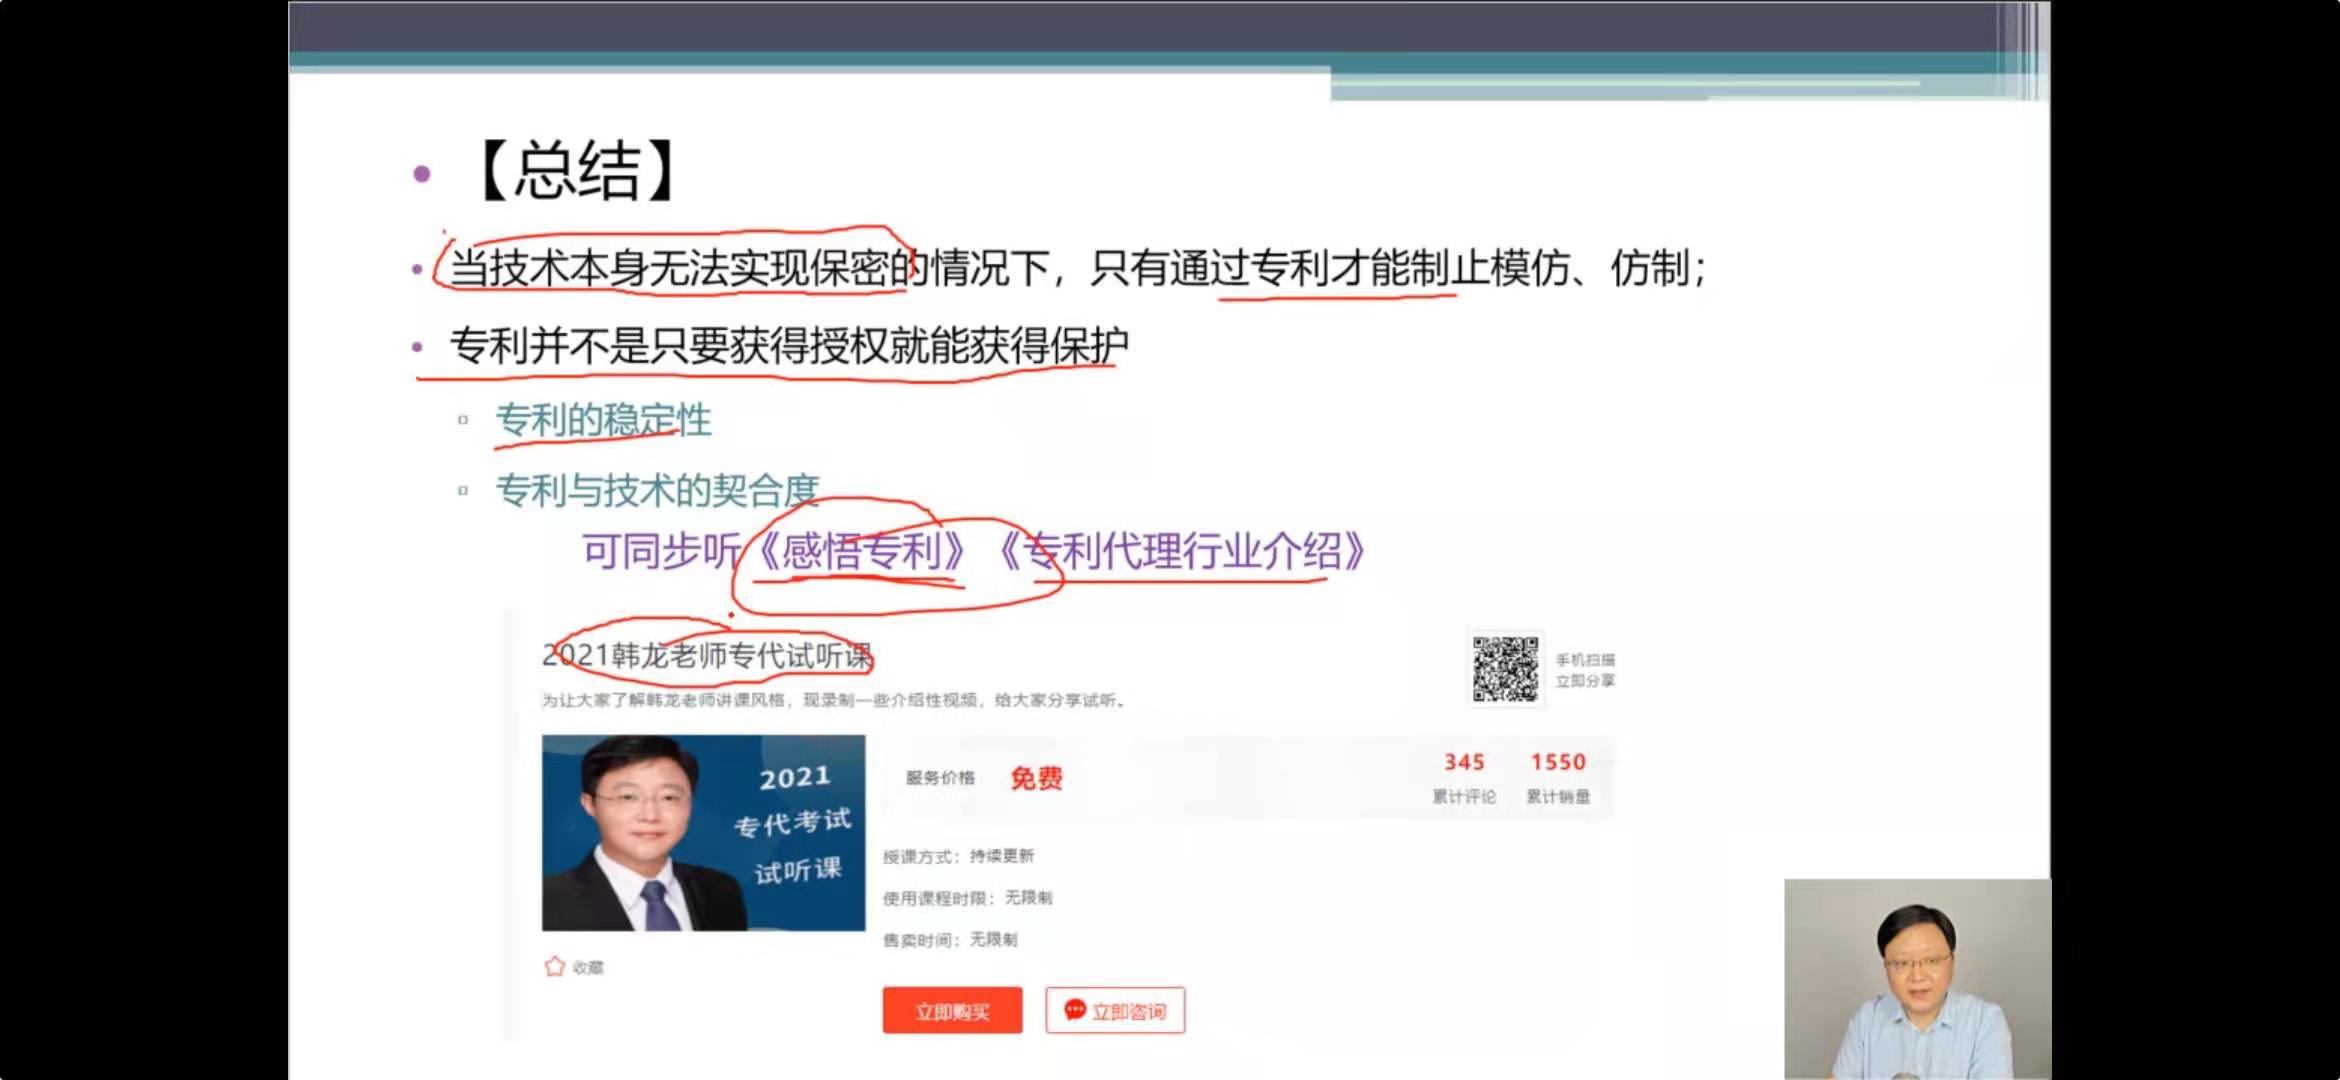 【总结】
当技术本身无法实现保密的情况下，只有通过专利才能制止模仿、仿制；
专利并不是只要获得授权就能获得保护
专利的稳定性
专利与技术的契合度
可同步听《感悟专利》《专利代理行业介绍》
2021韩龙老师专代试听课
手机扫描
立即分享
为让大家了解韩龙老师讲课风格，现录制一些介绍性视频，给大家分享试听。
2021
专代考试
试听课
服务价格 免费
345 1550
累计评论 累计销量
授课方式：持续更新
使用课程时限：无限制
售卖时间：无限制
收藏
立即购买 立即咨询